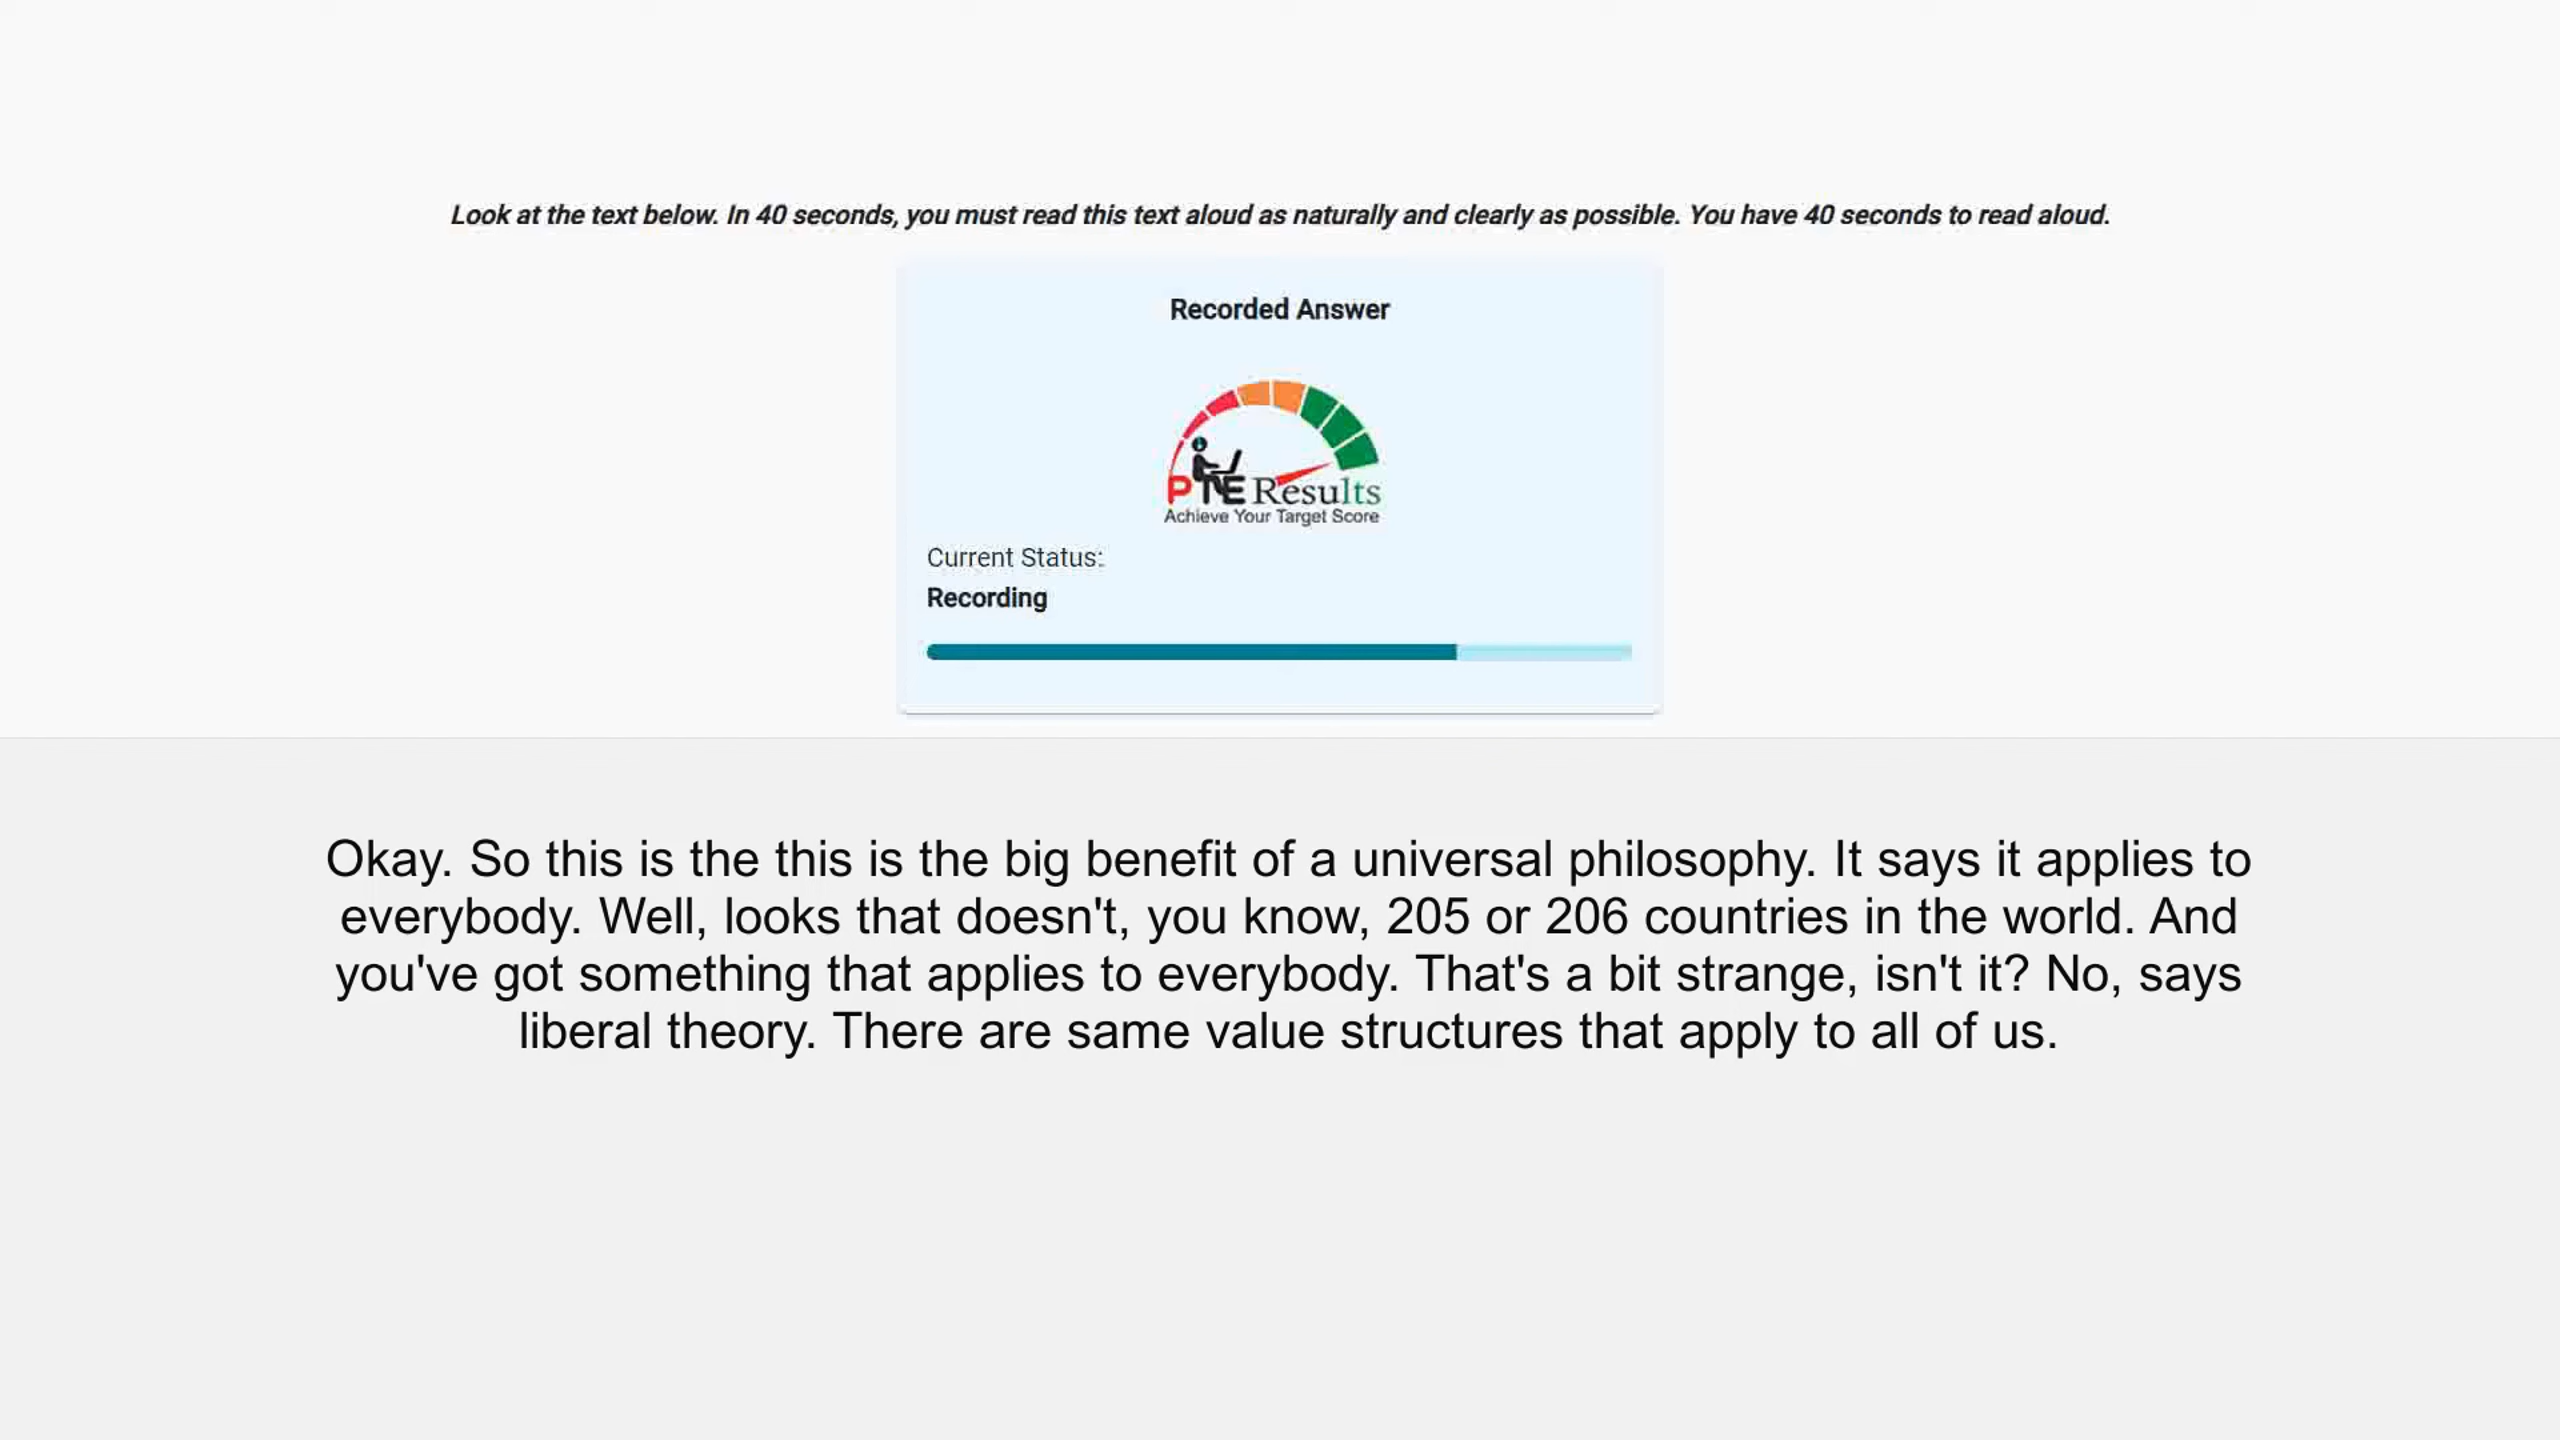 Look at the text below. In 40 seconds, you must read this text aloud as naturally and clearly as possible. You have 40 seconds to read aloud.
Recorded Answer
PTE Results
Achieve Your Target Score
Current Status:
Recording
Okay. So this is the this is the big benefit of a universal philosophy. It says it applies to
everybody. Well, looks that doesn't, you know, 205 or 206 countries in the world. And
you've got something that applies to everybody. That's a bit strange, isn't it? No, says
liberal theory. There are same value structures that apply to all of us.